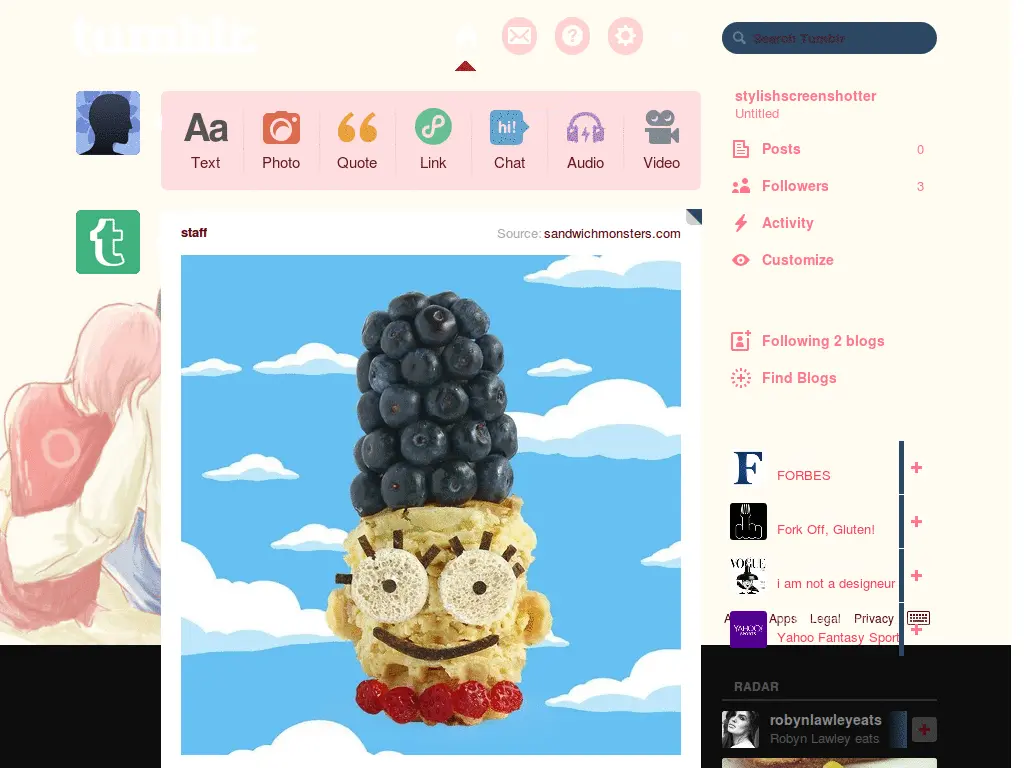 tumblr
Search Tumblr
Aa
hi!
Text
Photo
Quote
Link
Chat
Audio
Video
stylishscreenshotter
Untitled
Posts 0
Followers 3
Activity
Customize
Following 2 blogs
Find Blogs
t
staff
Source: sandwichmonsters.com
F
FORBES
Fork Off, Gluten!
VOGUE
i am not a designeur
Apps Legal Privacy
YAHOO!
Yahoo Fantasy Sport
RADAR
robynlawleyeats
Robyn Lawley eats